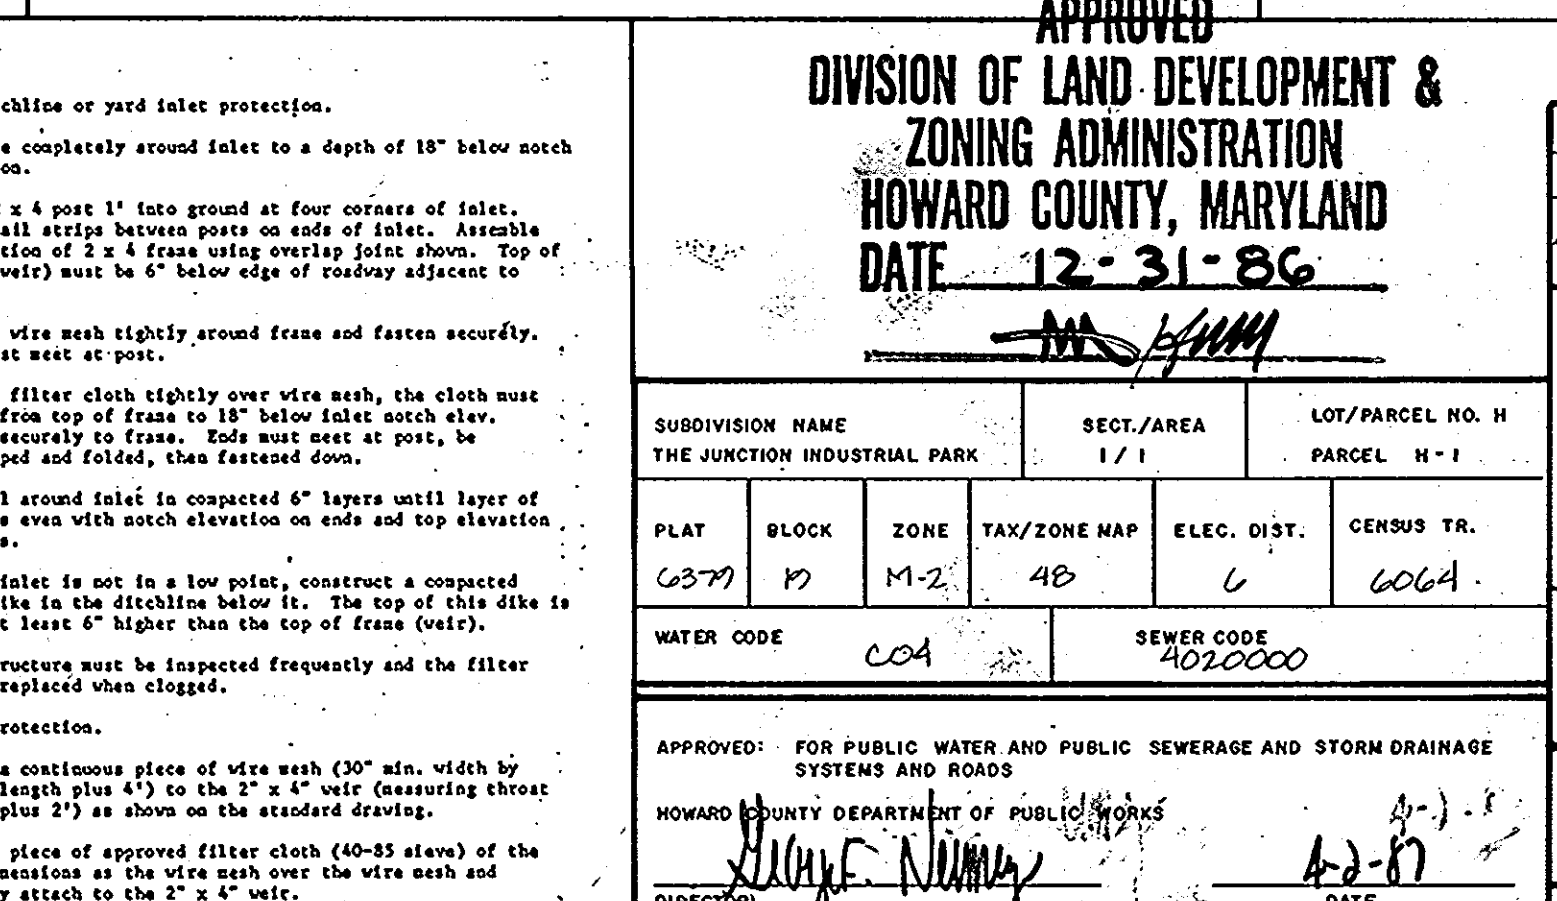 chline or yard inlet protection.
e completely around inlet to a depth of 18" below notch
on.
x 4 post 1' into ground at four corners of inlet.
ail strips between posts on ends of inlet. Assemble
tion of 2 x 4 frame using overlap joint shown. Top of
weir) must be 6" below edge of roadway adjacent to
wire mesh tightly around frame and fasten securely.
st meet at post.
filter cloth tightly over wire mesh, the cloth must
from top of frame to 18" below inlet notch elev.
securely to frame. Ends must meet at post, be
ped and folded, then fastened down.
l around inlet in compacted 6" layers until layer of
s even with notch elevation on ends and top elevation
s.
inlet is not in a low point, construct a compacted
ike in the ditchline below it. The top of this dike is
t least 6" higher than the top of frame (weir).
ructure must be inspected frequently and the filter
replaced when clogged.
rotection.
a continuous piece of wire mesh (30" min. width by
length plus 4') to the 2" x 4" weir (measuring throat
plus 2') as shown on the standard drawing.
piece of approved filter cloth (40-85 sieve) of the
mensions as the wire mesh over the wire mesh and
y attach to the 2" x 4" weir.
APPROVED
DIVISION OF LAND DEVELOPMENT &
ZONING ADMINISTRATION
HOWARD COUNTY, MARYLAND
DATE 12-31-86
SUBDIVISION NAME
THE JUNCTION INDUSTRIAL PARK
SECT./AREA
1/1
LOT/PARCEL NO. H
PARCEL H-1
PLAT
BLOCK
ZONE
TAX/ZONE MAP
ELEC. DIST.
CENSUS TR.
M-2
48
6
6064
WATER CODE
C04
SEWER CODE
4020000
APPROVED: FOR PUBLIC WATER AND PUBLIC SEWERAGE AND STORM DRAINAGE
SYSTEMS AND ROADS
HOWARD COUNTY DEPARTMENT OF PUBLIC WORKS
4-2-87
DIRECTOR
DATE